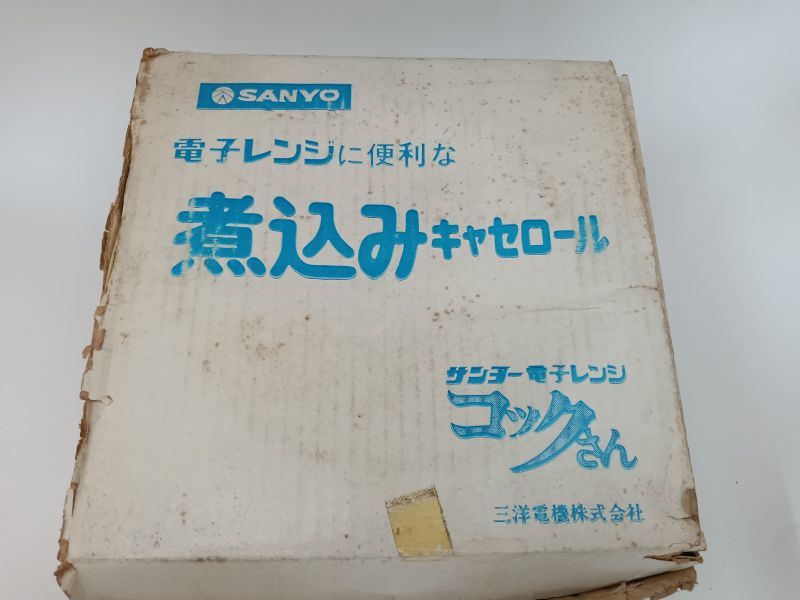 SANYO
電子レンジに便利な
煮込みキャセロール
サンヨー電子レンジ
コックさん
三洋電機株式会社